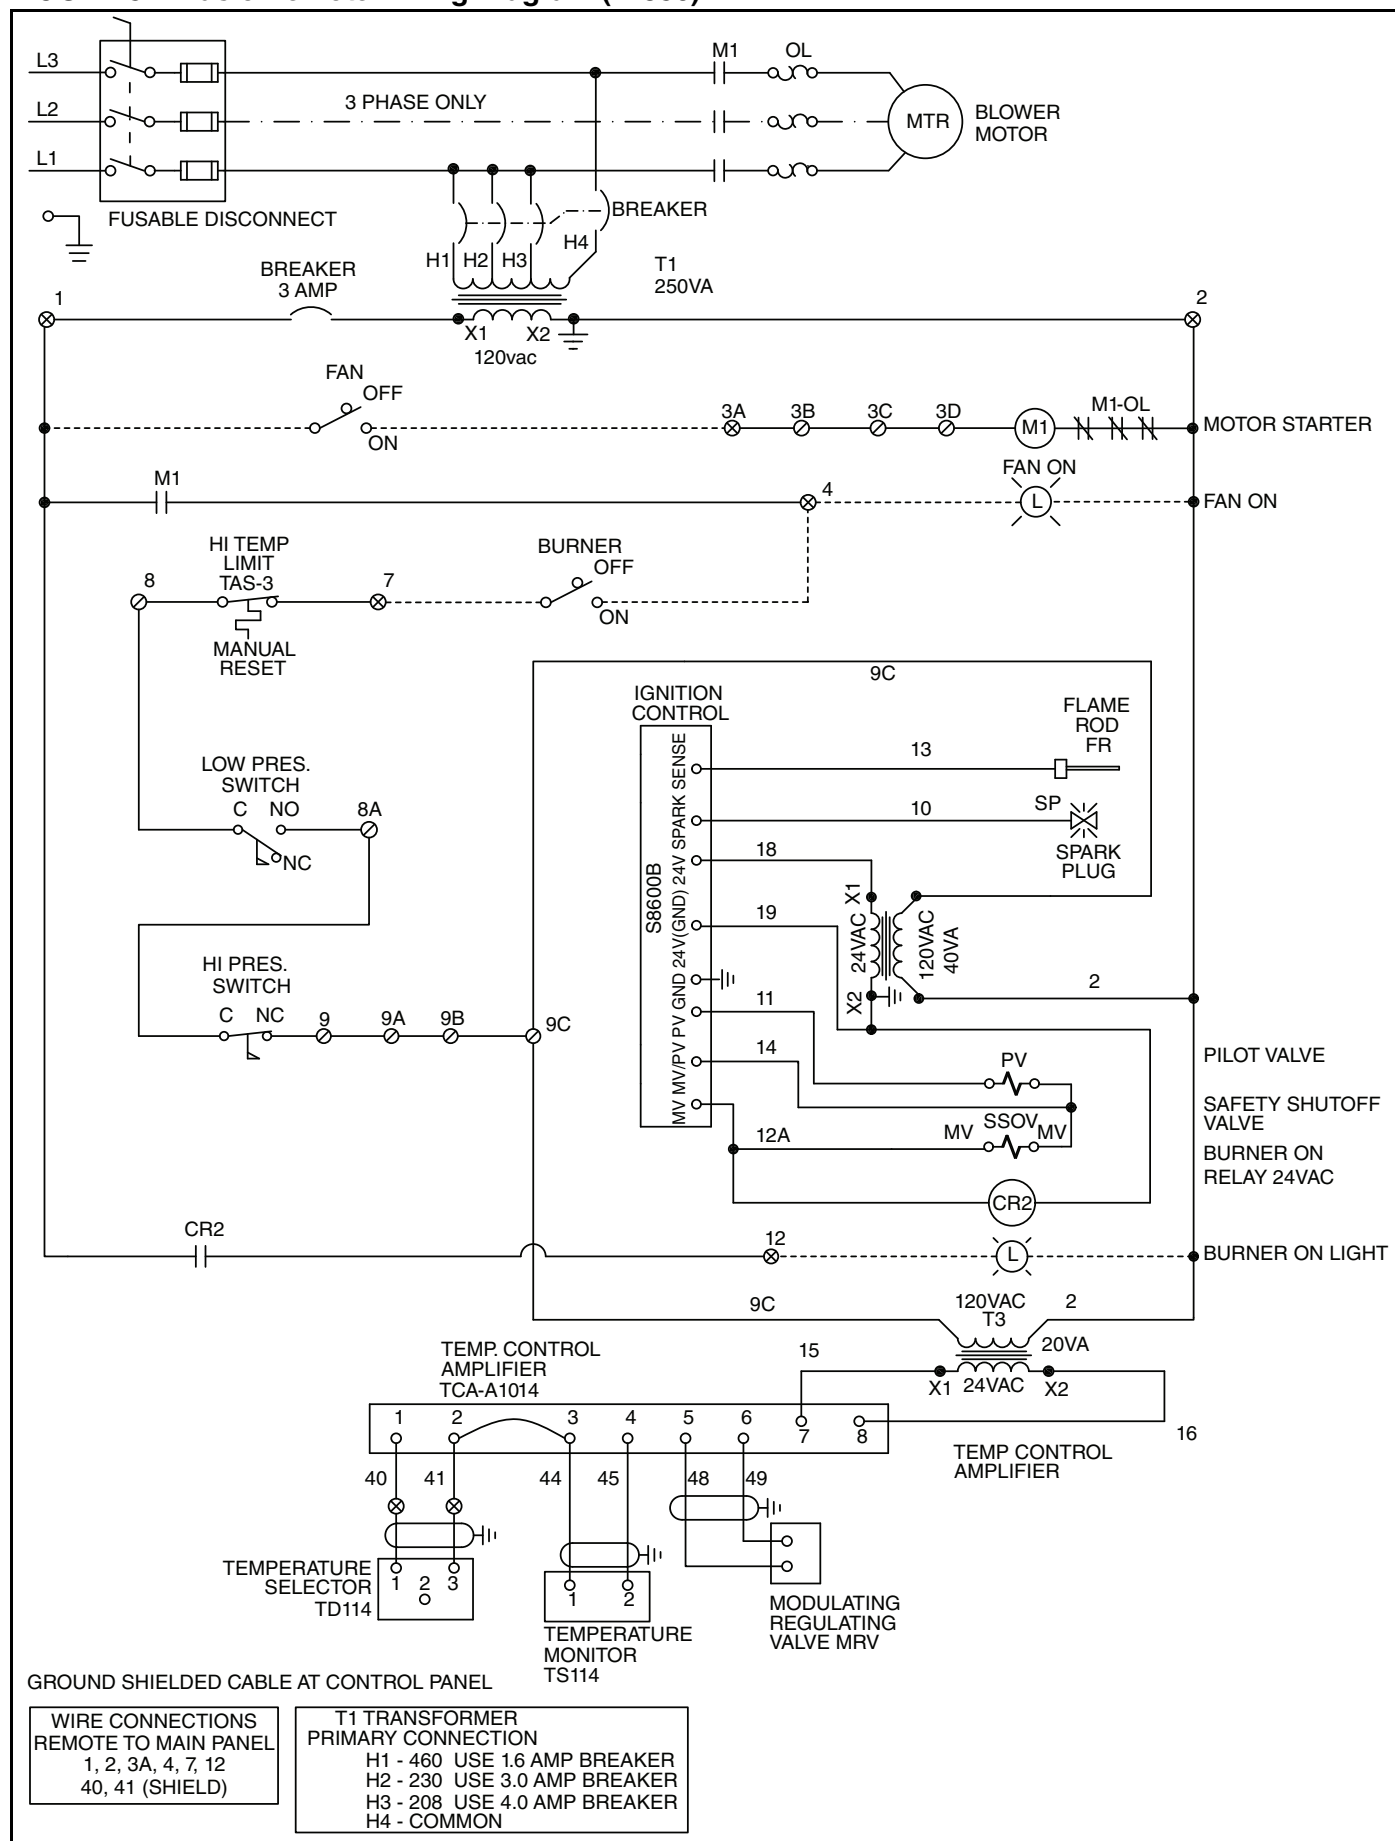 L3
M1
OL
L2
3 PHASE ONLY
MTR
BLOWER
MOTOR
L1
FUSABLE DISCONNECT
BREAKER
H1
H2
H3
H4
T1
250VA
BREAKER
3 AMP
1
2
X1
X2
120vac
FAN
OFF
ON
3A
3B
3C
3D
M1
M1-OL
MOTOR STARTER
FAN ON
M1
4
L
FAN ON
HI TEMP
LIMIT
TAS-3
8
7
BURNER
OFF
ON
MANUAL
RESET
9C
IGNITION
CONTROL
FLAME
ROD
FR
13
LOW PRES.
SWITCH
C
NO
8A
NC
10
SP
SPARK
PLUG
18
19
S8600B
MV MV/PV PV GND 24V(GND) 24V SPARK SENSE
X1
24VAC
X2
120VAC
40VA
2
HI PRES.
SWITCH
C
NC
9
9A
9B
9C
11
14
PV
PILOT VALVE
SAFETY SHUTOFF
VALVE
12A
MV
SSOV
MV
BURNER ON
RELAY 24VAC
CR2
CR2
12
L
BURNER ON LIGHT
9C
120VAC
T3
2
20VA
TEMP. CONTROL
AMPLIFIER
TCA-A1014
15
X1
24VAC
X2
1
2
3
4
5
6
7
8
16
TEMP CONTROL
AMPLIFIER
40
41
44
45
48
49
TEMPERATURE
SELECTOR
TD114
1
2
3
1
2
TEMPERATURE
MONITOR
TS114
MODULATING
REGULATING
VALVE MRV
GROUND SHIELDED CABLE AT CONTROL PANEL
WIRE CONNECTIONS
REMOTE TO MAIN PANEL
1, 2, 3A, 4, 7, 12
40, 41 (SHIELD)
T1 TRANSFORMER
PRIMARY CONNECTION
H1 - 460 USE 1.6 AMP BREAKER
H2 - 230 USE 3.0 AMP BREAKER
H3 - 208 USE 4.0 AMP BREAKER
H4 - COMMON